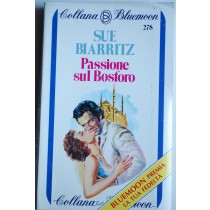 Collana Bluemoon
278
SUE
BIARRITZ
Passione
sul Bosforo
BLUEMOON PREMIA
LA TUA FEDELTÀ
Collana Bluemoon